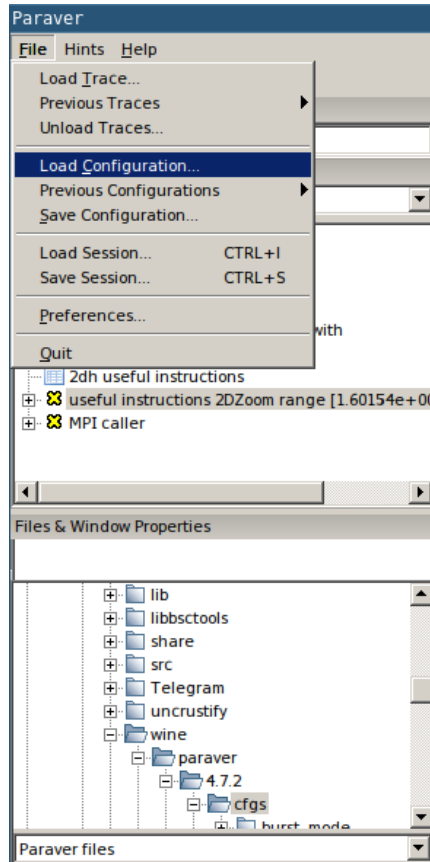 Paraver
File Hints Help
Load Trace...
Previous Traces
Unload Traces...
Load Configuration...
Previous Configurations
Save Configuration...
Load Session... CTRL+I
Save Session... CTRL+S
Preferences...
with
Quit
2dh useful instructions
useful instructions 2DZoom range [1.60154e+00
MPI caller
Files & Window Properties
lib
libbsctools
share
src
Telegram
uncrustify
wine
paraver
4.7.2
cfgs
burst_mode
Paraver files